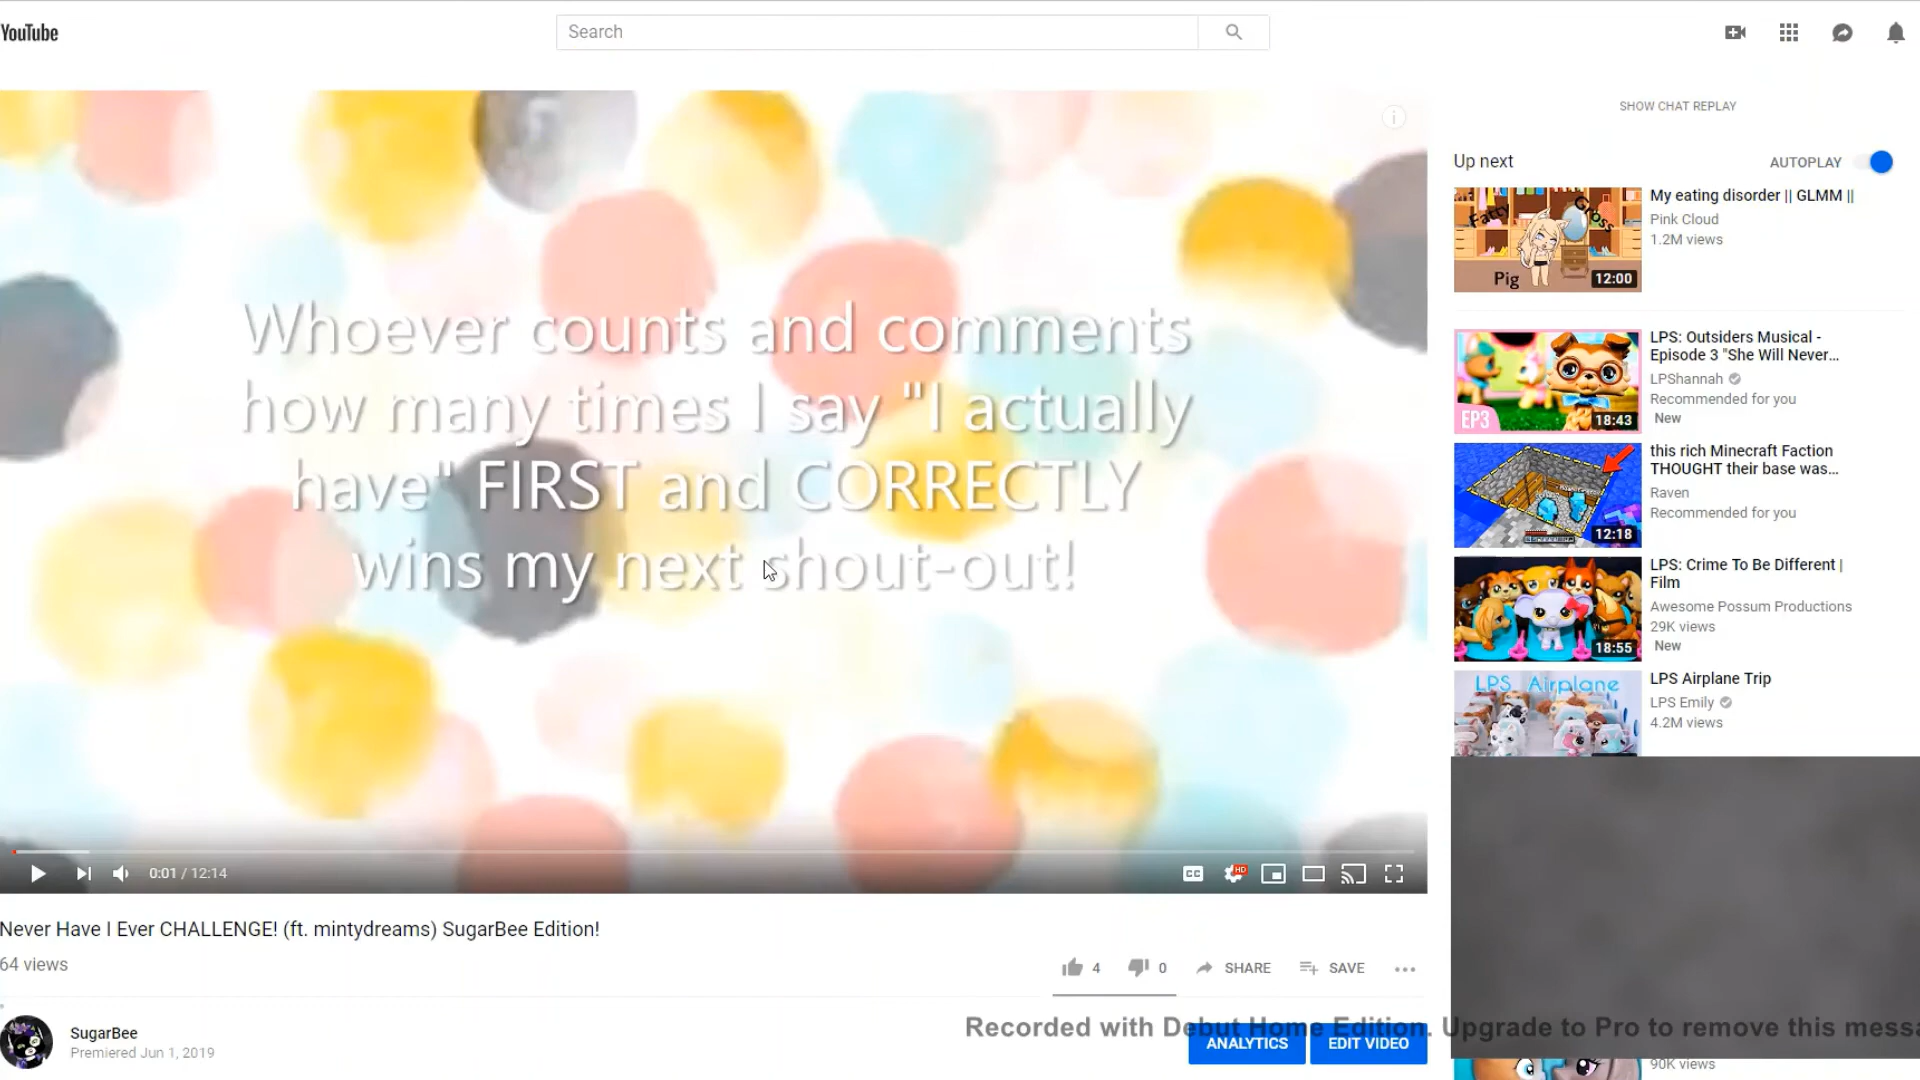 YouTube
Search
SHOW CHAT REPLAY
Whoever counts and comments
how many times I say "I actually
have" FIRST and CORRECTLY
wins my next shout-out!
0:01 / 12:14
CC
HD
Never Have I Ever CHALLENGE! (ft. mintydreams) SugarBee Edition!
64 views
4
0
SHARE
SAVE
SugarBee
Premiered Jun 1, 2019
ANALYTICS
EDIT VIDEO
Recorded with Debut Home Edition. Upgrade to Pro to remove this messa
Up next
AUTOPLAY
Fatty
Gross
Pig
12:00
My eating disorder || GLMM ||
Pink Cloud
1.2M views
EP3
18:43
LPS: Outsiders Musical -
Episode 3 "She Will Never...
LPShannah
Recommended for you
New
12:18
this rich Minecraft Faction
THOUGHT their base was...
Raven
Recommended for you
18:55
LPS: Crime To Be Different |
Film
Awesome Possum Productions
29K views
New
LPS Airplane
LPS Airplane Trip
LPS Emily
4.2M views
90K views